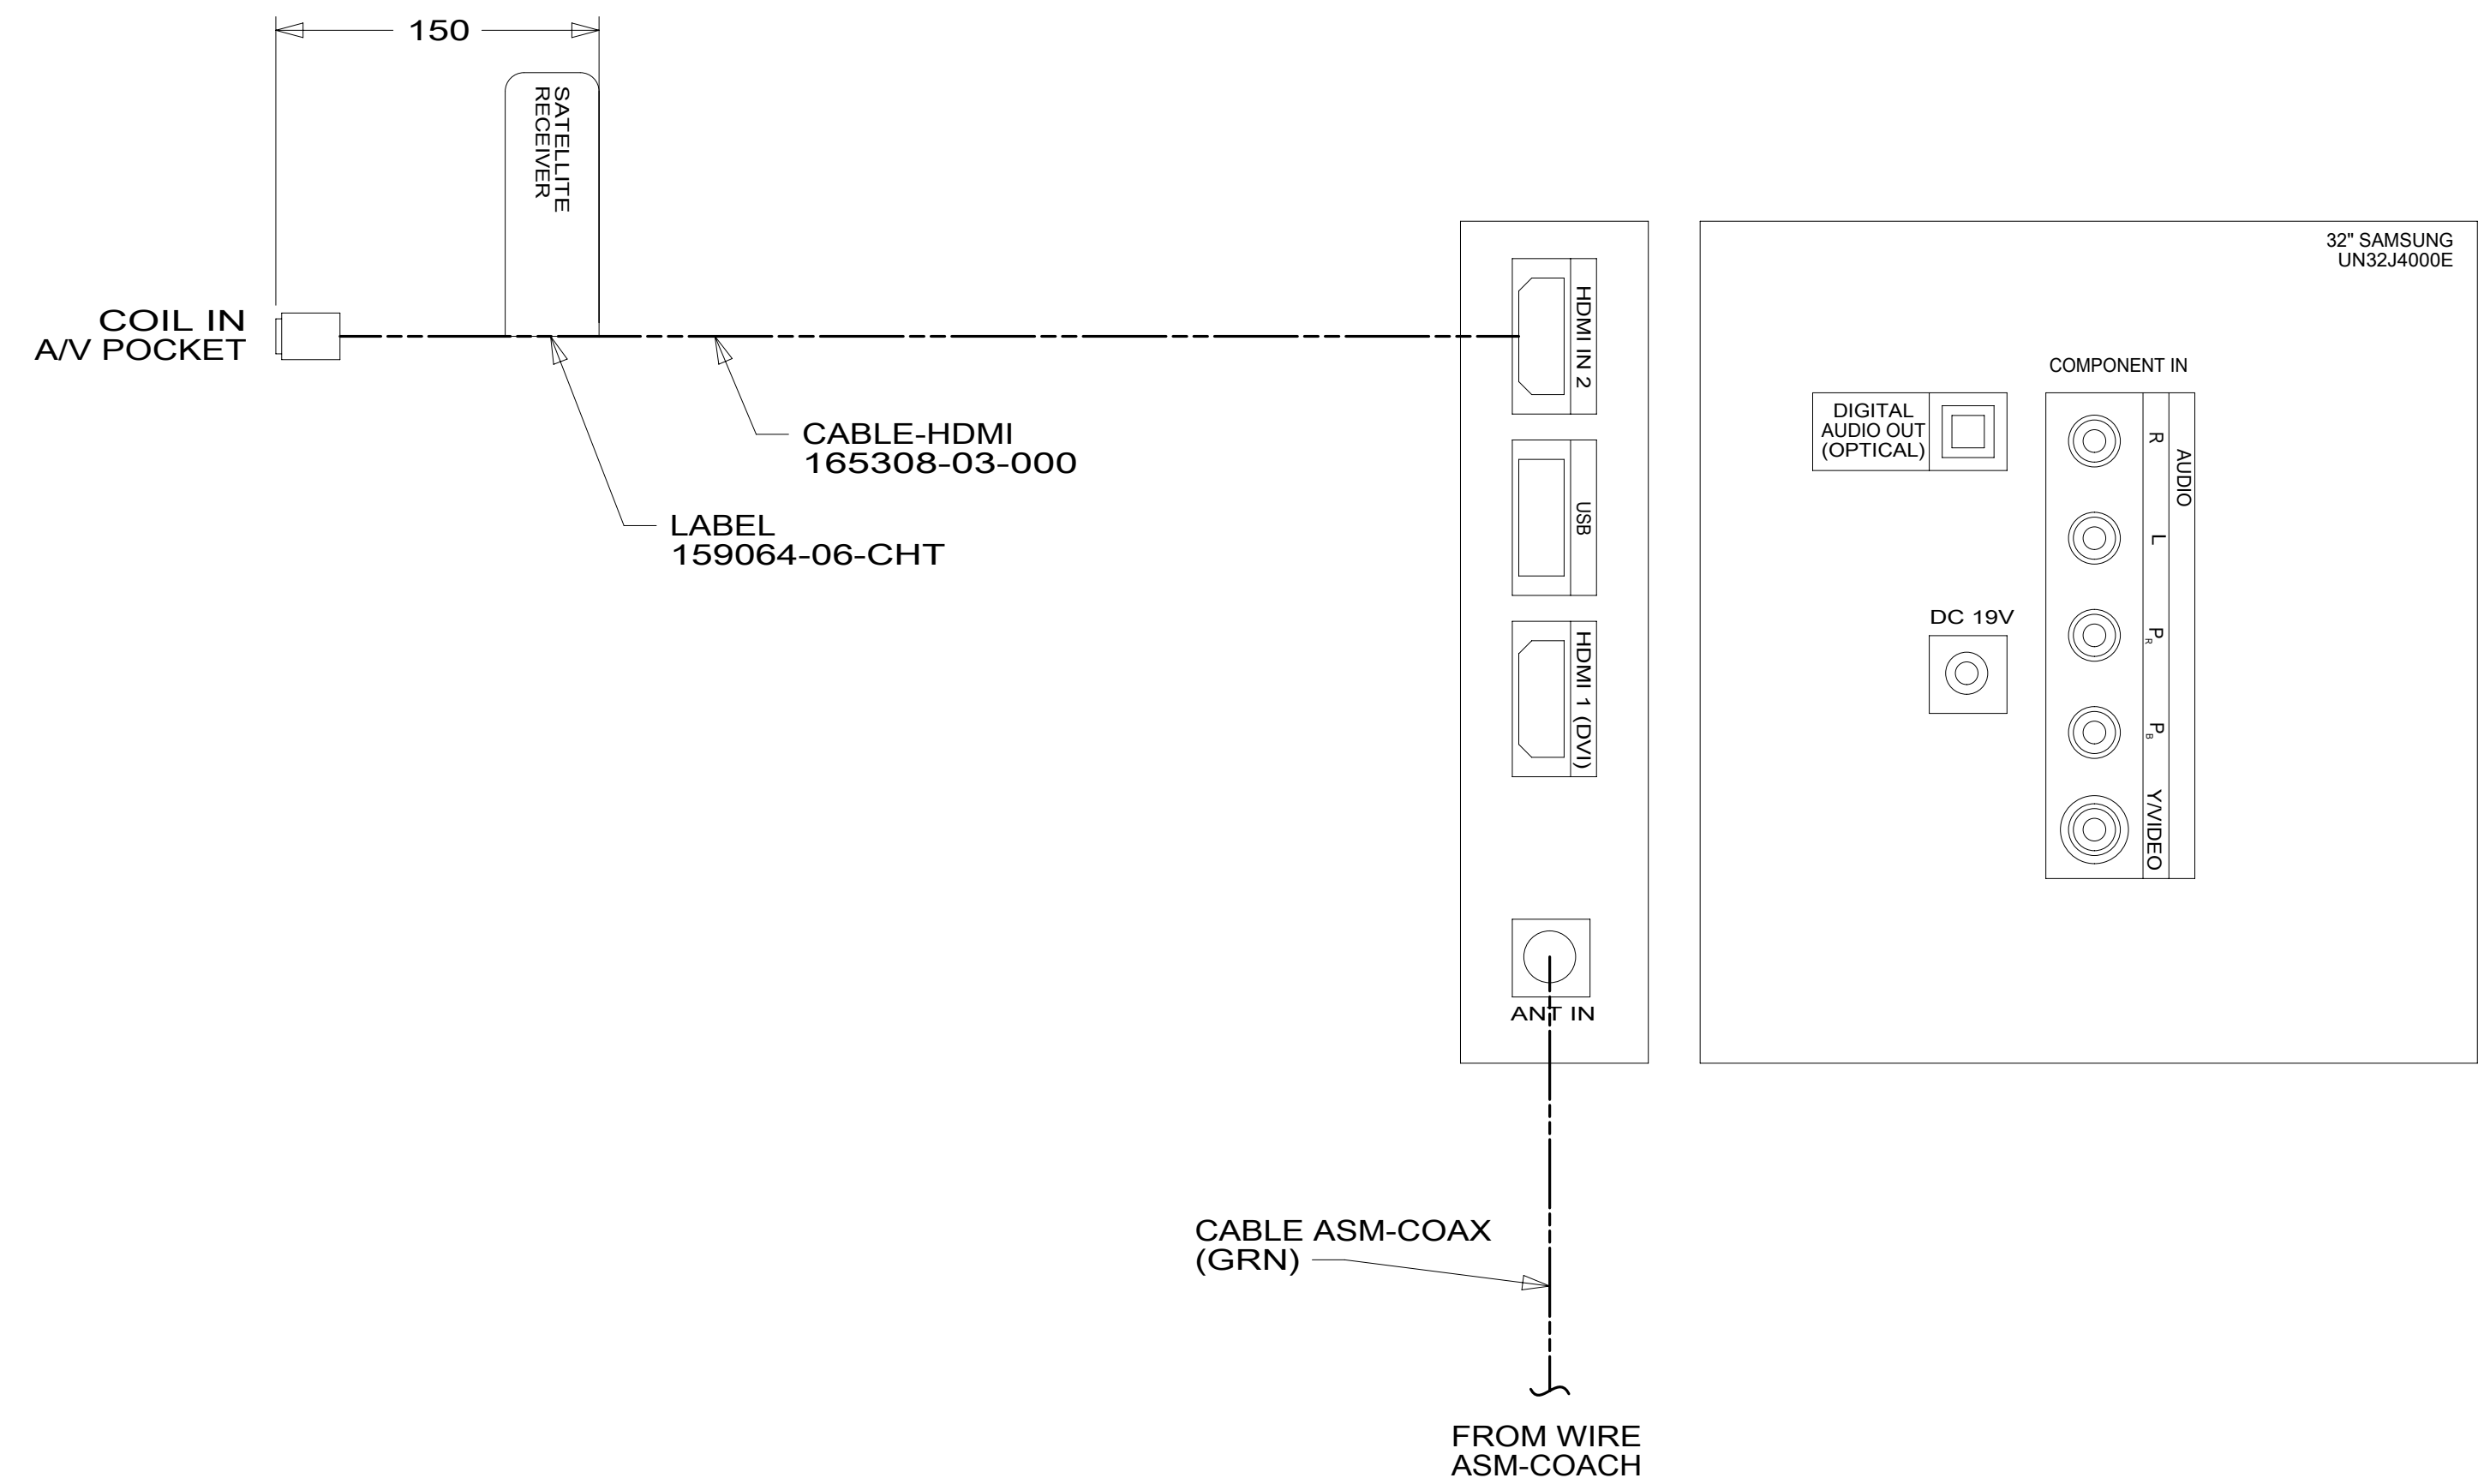 150
SATELLITE
RECEIVER
32" SAMSUNG
UN32J4000E
COIL IN
A/V POCKET
HDMI IN 2
COMPONENT IN
DIGITAL
AUDIO OUT
(OPTICAL)
R
AUDIO
CABLE-HDMI
165308-03-000
LABEL
159064-06-CHT
USB
L
DC 19V
HDMI 1 (DVI)
PR
PB
Y/VIDEO
ANT IN
CABLE ASM-COAX
(GRN)
FROM WIRE
ASM-COACH